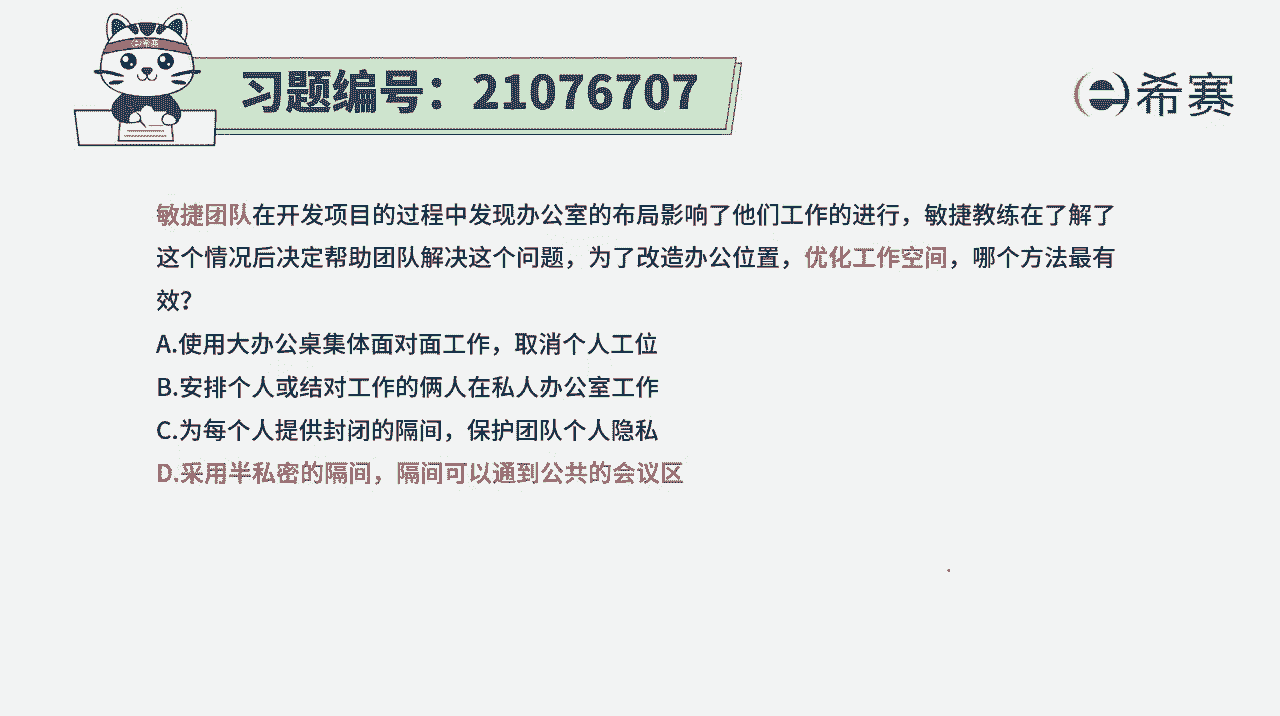 习题编号：21076707
希赛
敏捷团队在开发项目的过程中发现办公室的布局影响了他们工作的进行，敏捷教练在了解了
这个情况后决定帮助团队解决这个问题，为了改造办公位置，优化工作空间，哪个方法最有
效？
A.使用大办公桌集体面对面工作，取消个人工位
B.安排个人或结对工作的俩人在私人办公室工作
C.为每个人提供封闭的隔间，保护团队个人隐私
D.采用半私密的隔间，隔间可以通到公共的会议区